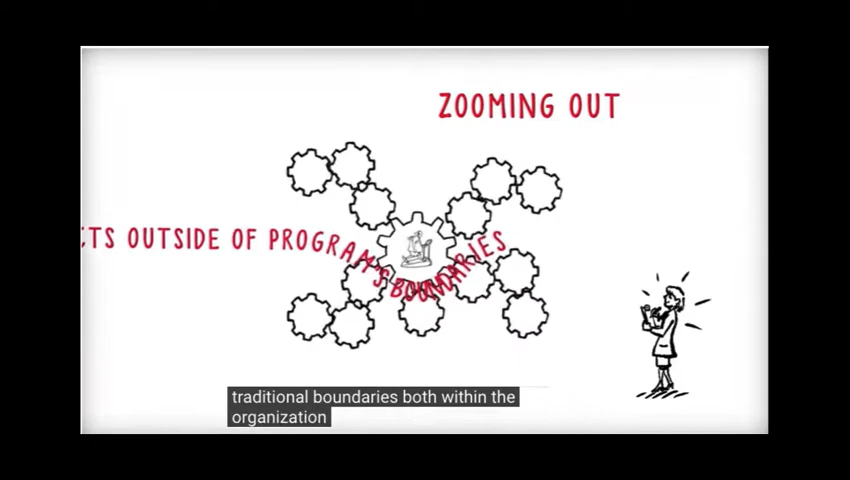 ZOOMING OUT
CTS OUTSIDE OF PROGRAM'S BOUNDARIES
traditional boundaries both within the
organization